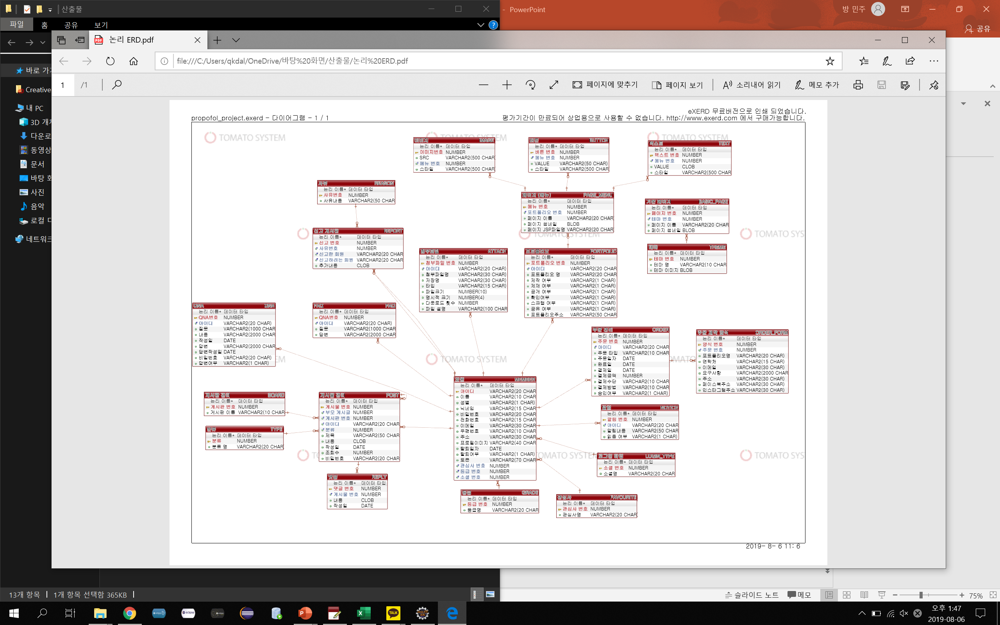 산출물
- PowerPoint
방 민주
파일 홈 공유 보기
공유
논리 ERD.pdf
file:///C:/Users/qkdal/OneDrive/바탕%20화면/산출물/논리%20ERD.pdf
1 /1
페이지에 맞추기
페이지 보기
소리내어 읽기
메모 추가
바로 가기
Creative
내 PC
3D 개체
다운로
동영상
문서
바탕 화
사진
음악
로컬 디
네트워크
eXERD 무료버전으로 인쇄 되었습니다.
propofol_project.exerd - 다이어그램 - 1 / 1
평가기간이 만료되어 상업용으로 사용할 수 없습니다. http://www.exerd.com 에서 구매가능합니다.
TOMATO SYSTEM
이미지 IMAGE
논리 이름* 데이터 타입
이미지번호 NUMBER
SRC VARCHAR2(500 CHAR
메뉴 번호 NUMBER
스타일 VARCHAR2(500 CHAR
버튼 BUTTON
논리 이름* 데이터 타입
버튼 번호 NUMBER
메뉴 번호 NUMBER
VALUE VARCHAR2(50 CHAR)
스타일 VARCHAR2(500 CHAR
텍스트 TEXT
논리 이름* 데이터 타입
텍스트 번호 NUMBER
메뉴 번호 NUMBER
VALUE CLOB
스타일 VARCHAR2(500 CHAR
사유 REASON
논리 이름* 데이터 타입
사유번호 NUMBER
사유내용 VARCHAR2(50 CHAR
페이지 (메뉴) PAGE_MENU
논리 이름* 데이터 타입
메뉴 번호 NUMBER
포트폴리오 번호 NUMBER
페이지 이름 VARCHAR2(20 CHAR
페이지 썸네일 BLOB
페이지 JSP파일명 VARCHAR2(20 CHAR
기본 페이지 BASIC_PAGE
논리 이름* 데이터 타입
페이지 번호 NUMBER
테마 번호 NUMBER
페이지 이름 VARCHAR2(20 CHAR
페이지 썸네일 BLOB
신고 게시판 REPORT
논리 이름* 데이터 타입
신고 번호 NUMBER
사유번호 NUMBER
신고한 회원 VARCHAR2(20 CHAR
신고하려는 회원 VARCHAR2(20 CHAR
추가내용 CLOB
첨부파일 ATTACH
논리 이름* 데이터 타입
첨부파일 번호 NUMBER
아이디 VARCHAR2(20 CHAR)
첨부파일명 VARCHAR2(30 CHAR)
저장명 VARCHAR2(30 CHAR)
타입 VARCHAR2(15 CHAR)
파일크기 NUMBER(10)
명시적 크기 NUMBER(4)
다운로드 횟수 NUMBER
파일 설명 VARCHAR2(100 CHAR
포트폴리오 PORTFOLIO
논리 이름* 데이터 타입
포트폴리오 번호 NUMBER
아이디 VARCHAR2(20 CHAR
포트폴리오 명 VARCHAR2(20 CHAR
제작 여부 VARCHAR2(1 CHAR)
제재 여부 VARCHAR2(1 CHAR)
공개 여부 VARCHAR2(1 CHAR)
확인여부 VARCHAR2(1 CHAR)
스크랩 여부 VARCHAR2(1 CHAR)
공유 여부 VARCHAR2(1 CHAR)
포트폴리오주소 VARCHAR2(50 CHAR
테마 THEME
논리 이름* 데이터 타입
테마 번호 NUMBER
테마 명 VARCHAR2(10 CHAR
테마 이미지 BLOB
QNA QNA
논리 이름* 데이터 타입
QNA번호 NUMBER
아이디 VARCHAR2(20 CHAR)
질문 VARCHAR2(1000 CHAR
내용 VARCHAR2(2000 CHAR
작성일 DATE
답변 VARCHAR2(2000 CHAR
답변작성일 DATE
비밀번호 VARCHAR2(20 CHAR)
답변여부 VARCHAR2(1 CHAR)
FAQ FAQ
논리 이름* 데이터 타입
QNA번호 NUMBER
아이디 VARCHAR2(20 CHAR)
질문 VARCHAR2(1000 CHAR
답변 VARCHAR2(2000 CHAR
주문 관리 ORDER
논리 이름* 데이터 타입
주문 번호 NUMBER
아이디 VARCHAR2(20 CHAR
주문 타입 VARCHAR2(10 CHAR
주문일자 DATE
완료일 DATE
결제일 DATE
결제금액 NUMBER
결제수단 VARCHAR2(10 CHAR
결제방법 VARCHAR2(10 CHAR
승인여부 VARCHAR2(1 CHAR)
주문 제작 양식 ORDER_FORM
논리 이름* 데이터 타입
양식 번호 NUMBER
주문 번호 NUMBER
포트폴리오명 VARCHAR2(20 CHAR)
연락처 VARCHAR2(15 CHAR)
이메일 VARCHAR2(30 CHAR)
요구사항 VARCHAR2(2000 CHAR
주소 VARCHAR2(30 CHAR)
페이스북주소 VARCHAR2(30 CHAR)
인스타그램주소 VARCHAR2(30 CHAR)
회원 MEMBER
논리 이름* 데이터 타입
아이디 VARCHAR2(20 CHAR
이름 VARCHAR2(10 CHAR
성별 VARCHAR2(1 CHAR)
닉네임 VARCHAR2(15 CHAR
비밀번호 VARCHAR2(20 CHAR
전화번호 VARCHAR2(15 CHAR
이메일 VARCHAR2(30 CHAR
우편번호 VARCHAR2(10 CHAR
주소 VARCHAR2(30 CHAR
프로필이미지 VARCHAR2(40 CHAR
탈퇴일자 DATE
탈퇴여부 VARCHAR2(1 CHAR)
토큰 VARCHAR2(70 CHAR
관심사 번호 NUMBER
등급 번호 NUMBER
소셜 번호 NUMBER
게시판 관리 BOARD
논리 이름* 데이터 타입
게시판 번호 NUMBER
게시판 이름 VARCHAR2(10 CHAR
분류 TYPE
논리 이름* 데이터 타입
분류 NUMBER
분류 명 VARCHAR2(20 CHAR
게시물 관리 POST
논리 이름* 데이터 타입
게시물 번호 NUMBER
부모 게시글 NUMBER
게시판 번호 NUMBER
아이디 VARCHAR2(20 CHAR
분류 NUMBER
제목 VARCHAR2(50 CHAR
내용 CLOB
작성일 DATE
조회수 NUMBER
비밀번호 VARCHAR2(20 CHAR
알림 NOTICE
논리 이름* 데이터 타입
알림 번호 NUMBER
아이디 VARCHAR2(20 CHAR
알림내용 VARCHAR2(50 CHAR
읽음 여부 VARCHAR2(1 CHAR)
로그인 타입 LOGIN_TYPE
논리 이름* 데이터 타입
소셜 번호 NUMBER
소셜명 VARCHAR2(20 CHAR
댓글 REPLY
논리 이름* 데이터 타입
댓글 번호 NUMBER
게시물 번호 NUMBER
내용 CLOB
작성일 DATE
등급 GRADE
논리 이름* 데이터 타입
등급 번호 NUMBER
등급명 VARCHAR2(20 CHAR
관심사 FAVOURITE
논리 이름* 데이터 타입
관심사 번호 NUMBER
관심사명 VARCHAR2(20 CHAR
2019- 8- 6 11: 6
13개 항목 1개 항목 선택함 365KB
슬라이드 노트 메모 75%
eclipse
TALK
오후 1:47
2019-08-06